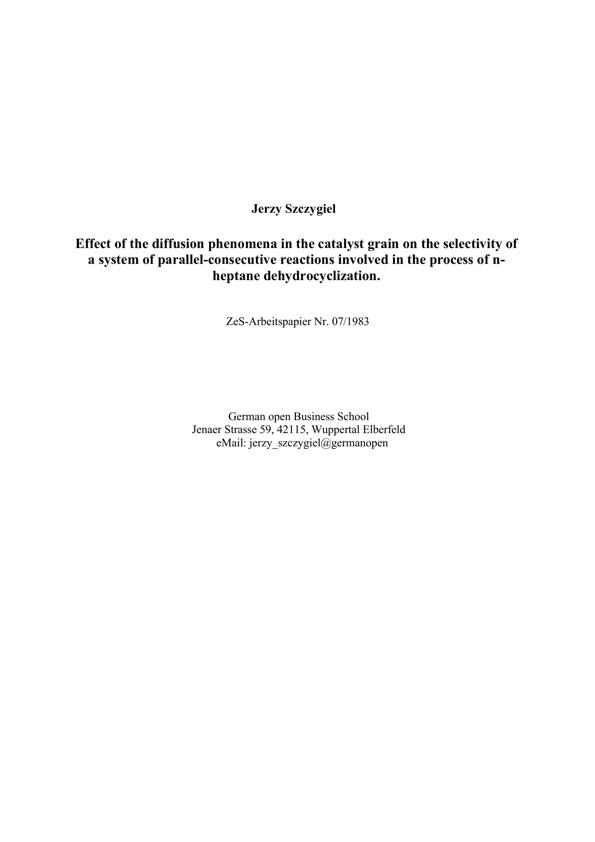 Jerzy Szczygiel
Effect of the diffusion phenomena in the catalyst grain on the selectivity of
a system of parallel-consecutive reactions involved in the process of n-
heptane dehydrocyclization.
ZeS-Arbeitspapier Nr. 07/1983
German open Business School
Jenaer Strasse 59, 42115, Wuppertal Elberfeld
eMail: jerzy_szczygiel@germanopen